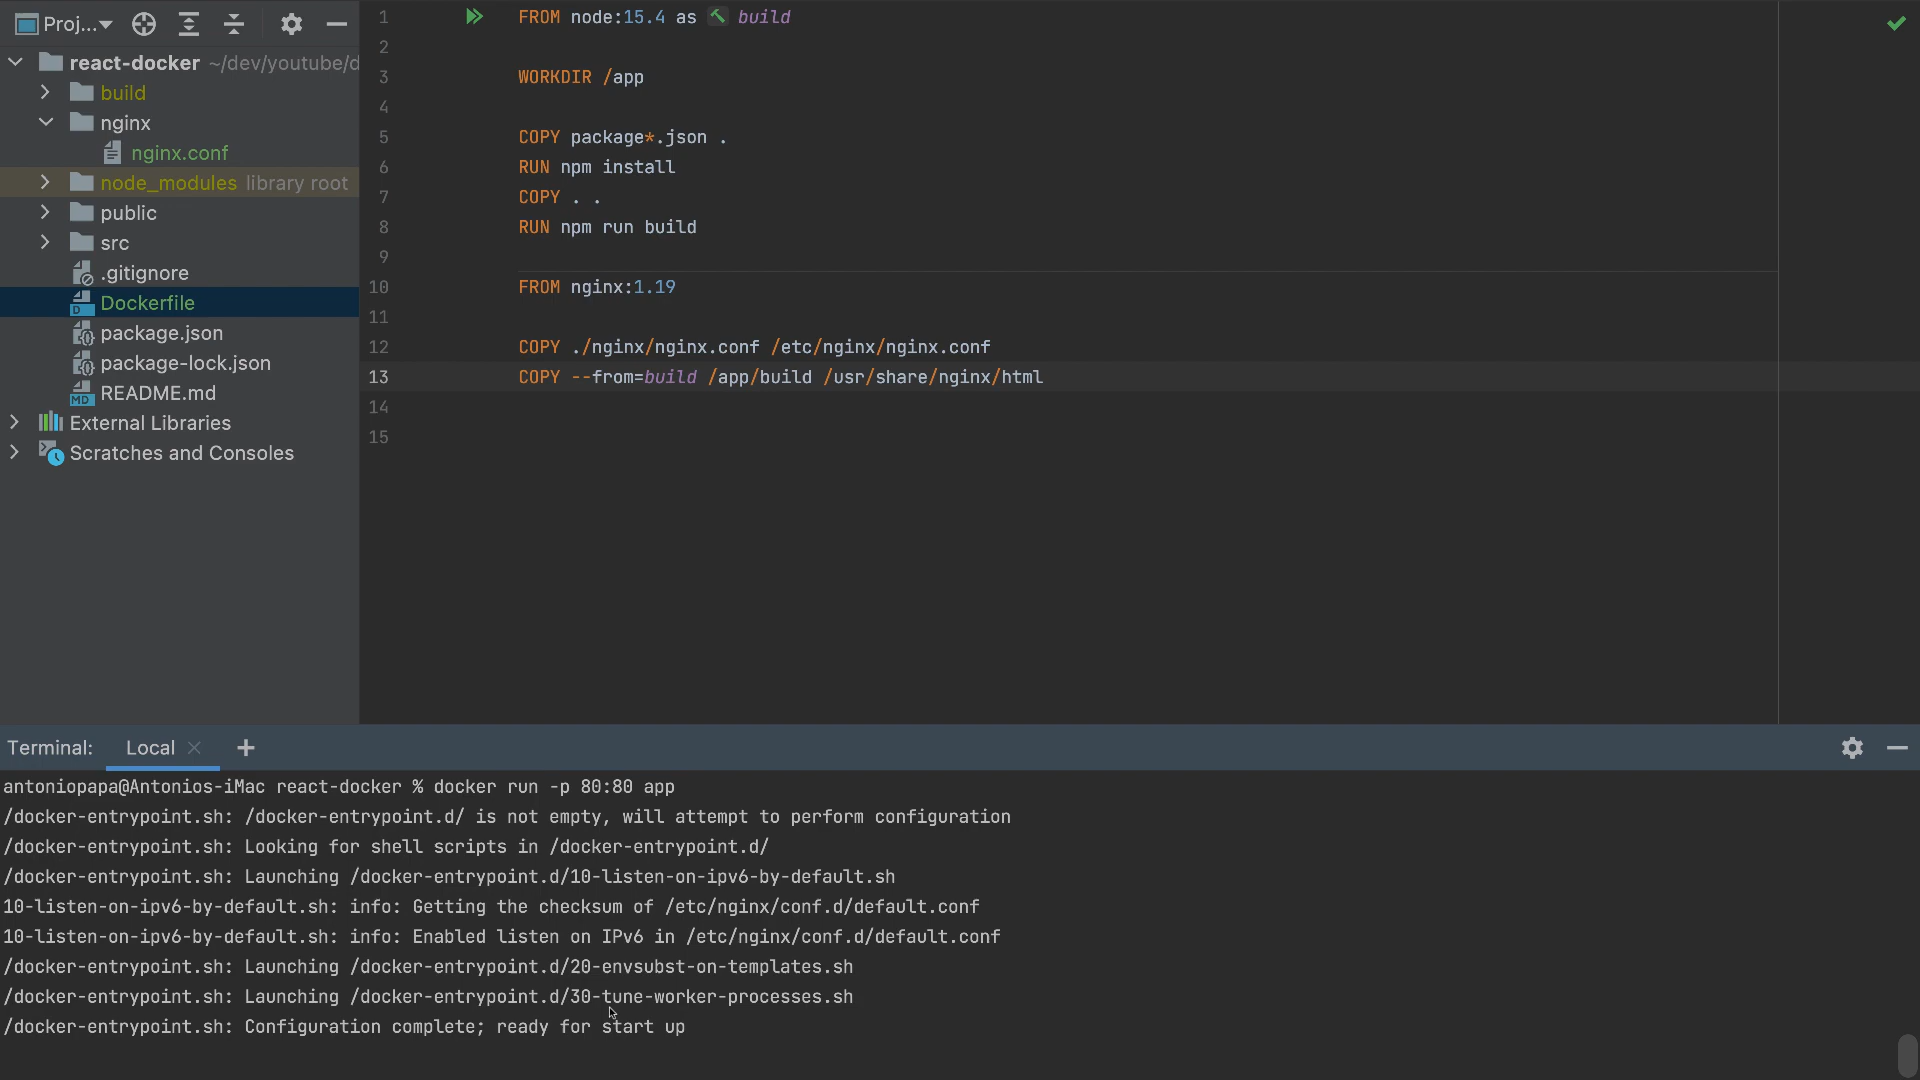 Proj...
react-docker ~/dev/youtube/d
build
nginx
nginx.conf
node_modules library root
public
src
.gitignore
Dockerfile
package.json
package-lock.json
README.md
External Libraries
Scratches and Consoles
1 FROM node:15.4 as build
2
3 WORKDIR /app
4
5 COPY package*.json .
6 RUN npm install
7 COPY . .
8 RUN npm run build
9
10 FROM nginx:1.19
11
12 COPY ./nginx/nginx.conf /etc/nginx/nginx.conf
13 COPY --from=build /app/build /usr/share/nginx/html
14
15
Terminal: Local
antoniopapa@Antonios-iMac react-docker % docker run -p 80:80 app
/docker-entrypoint.sh: /docker-entrypoint.d/ is not empty, will attempt to perform configuration
/docker-entrypoint.sh: Looking for shell scripts in /docker-entrypoint.d/
/docker-entrypoint.sh: Launching /docker-entrypoint.d/10-listen-on-ipv6-by-default.sh
10-listen-on-ipv6-by-default.sh: info: Getting the checksum of /etc/nginx/conf.d/default.conf
10-listen-on-ipv6-by-default.sh: info: Enabled listen on IPv6 in /etc/nginx/conf.d/default.conf
/docker-entrypoint.sh: Launching /docker-entrypoint.d/20-envsubst-on-templates.sh
/docker-entrypoint.sh: Launching /docker-entrypoint.d/30-tune-worker-processes.sh
/docker-entrypoint.sh: Configuration complete; ready for start up